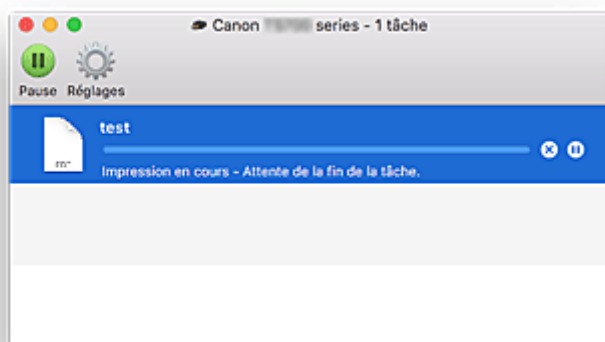 Canon series - 1 tâche
Pause Réglages
test
Impression en cours - Attente de la fin de la tâche.